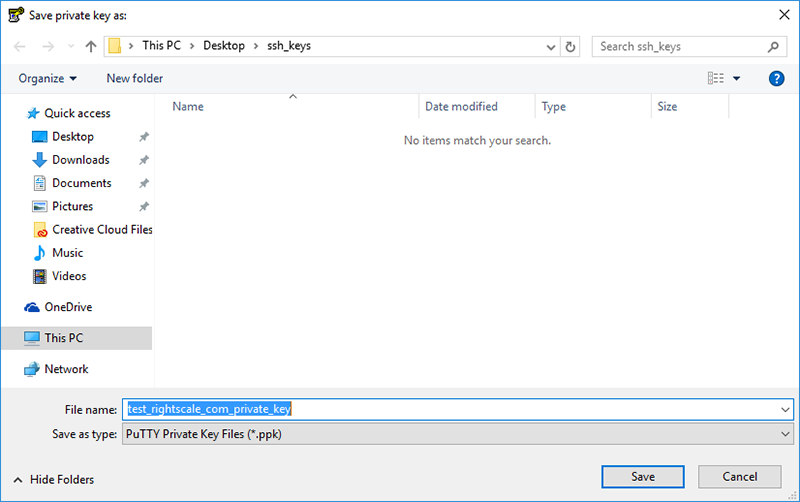 Save private key as:
This PC > Desktop > ssh_keys
Search ssh_keys
Organize
New folder
?
Name
Date modified
Type
Size
No items match your search.
Quick access
Desktop
Downloads
Documents
Pictures
Creative Cloud Files
Music
Videos
OneDrive
This PC
Network
File name: test_rightscale_com_private_key
Save as type: PuTTY Private Key Files (*.ppk)
Hide Folders
Save
Cancel